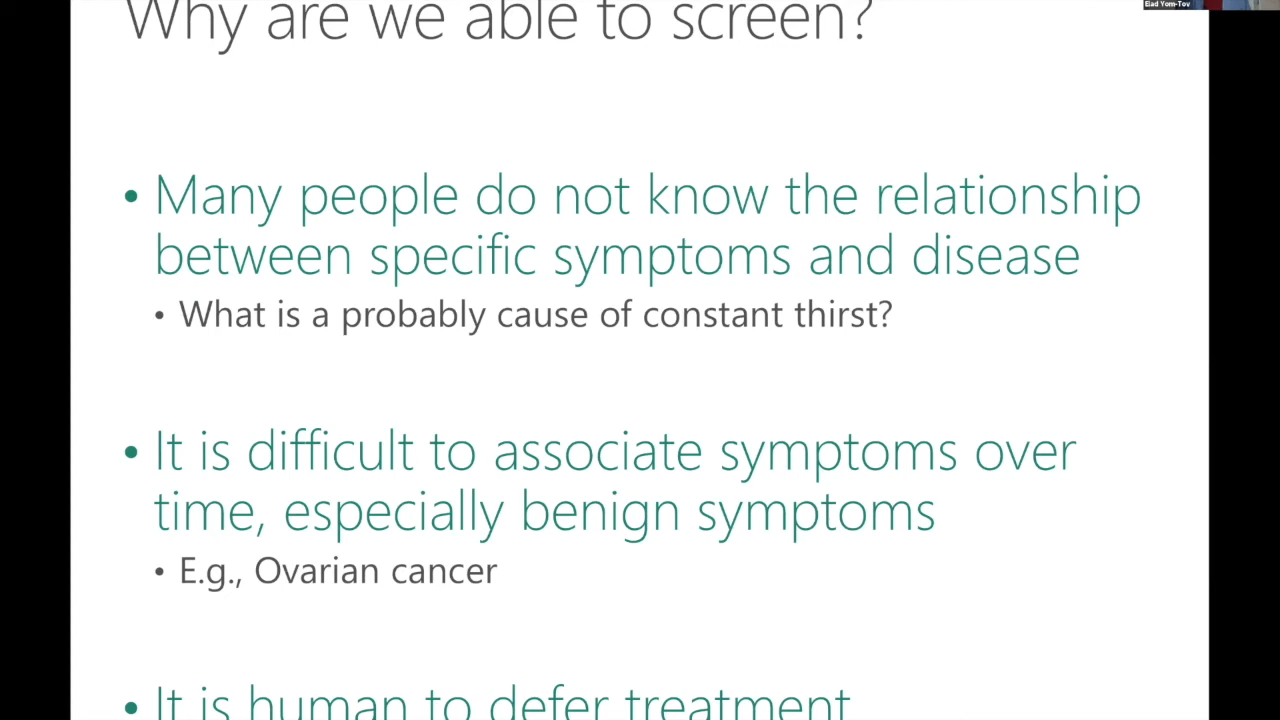 Elad Yom-Tov
Why are we able to screen?
• Many people do not know the relationship
between specific symptoms and disease
• What is a probably cause of constant thirst?
• It is difficult to associate symptoms over
time, especially benign symptoms
• E.g., Ovarian cancer
• It is human to defer treatment